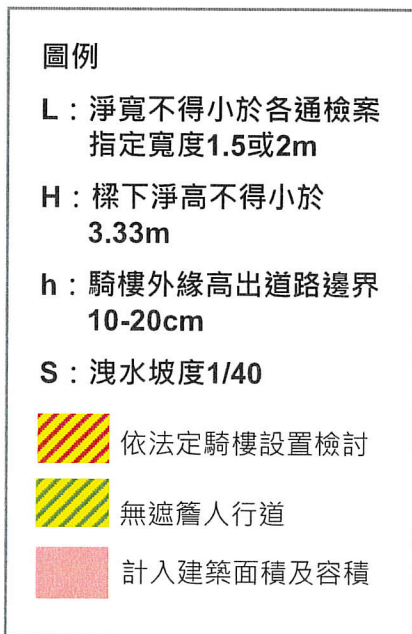 圖例
L：淨寬不得小於各通檢案
指定寬度1.5或2m
H：樑下淨高不得小於
3.33m
h：騎樓外緣高出道路邊界
10-20cm
S：洩水坡度1/40
依法定騎樓設置檢討
無遮簷人行道
計入建築面積及容積